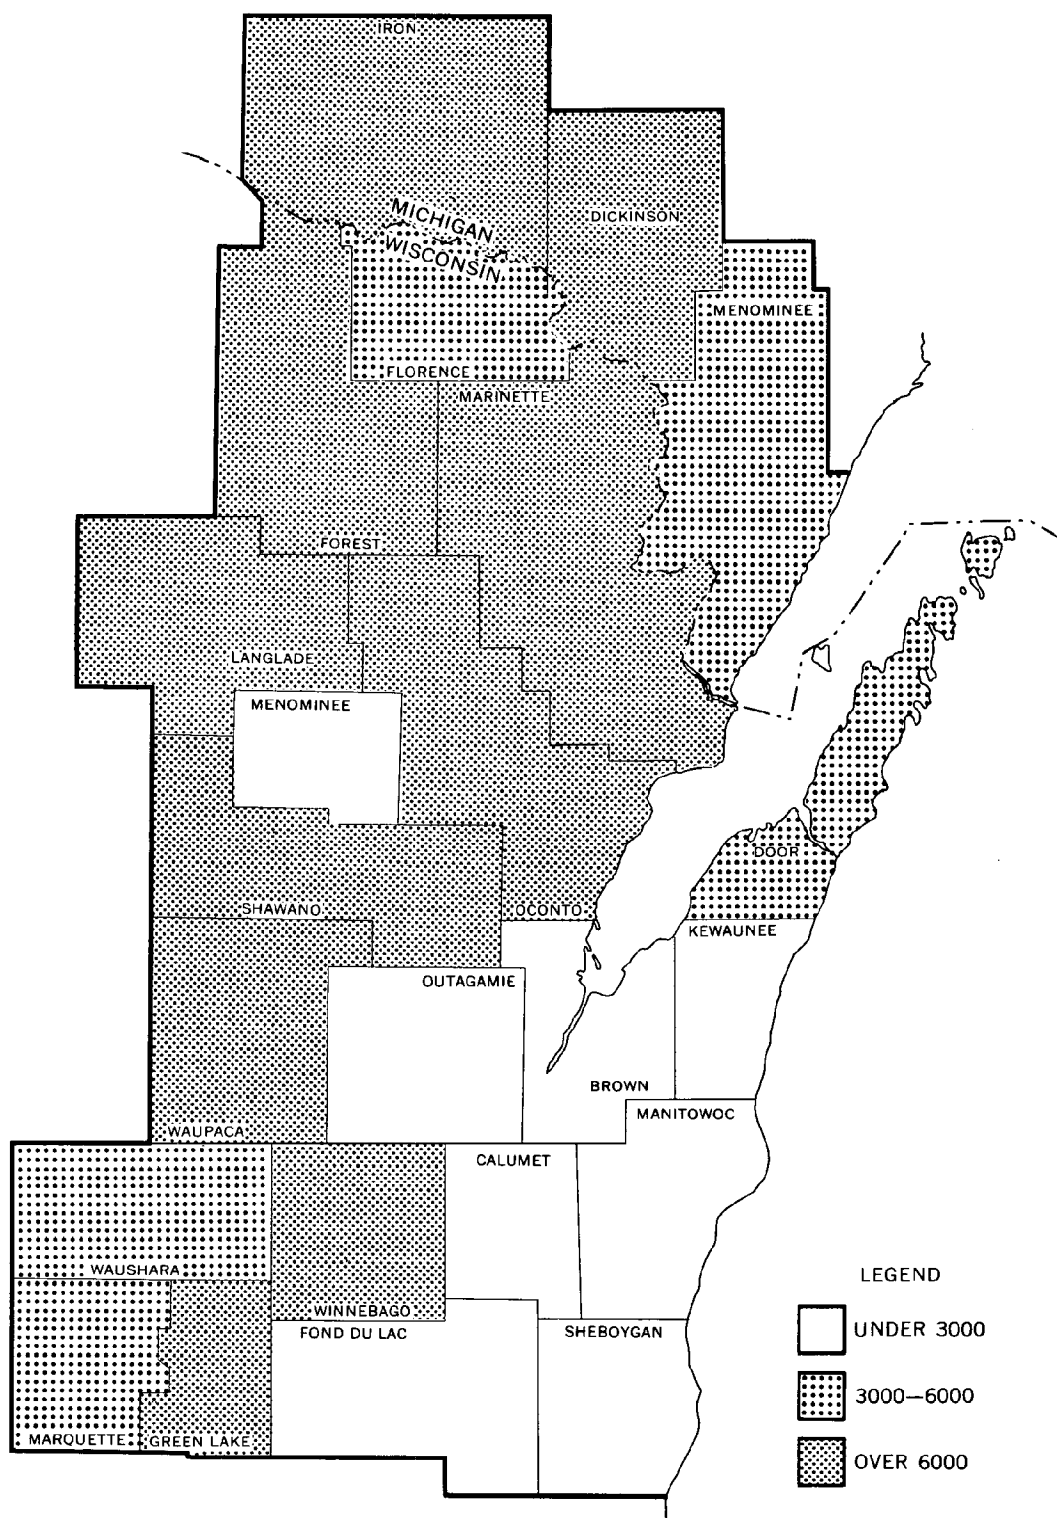 IRON
DICKINSON
MICHIGAN
WISCONSIN
MENOMINEE
FLORENCE
MARINETTE
FOREST
LANGLADE
MENOMINEE
DOOR
SHAWANO
OCONTO
KEWAUNEE
OUTAGAMIE
BROWN
MANITOWOC
WAUPACA
CALUMET
WAUSHARA
LEGEND
WINNEBAGO
FOND DU LAC
SHEBOYGAN
UNDER 3000
3000—6000
MARQUETTE
GREEN LAKE
OVER 6000